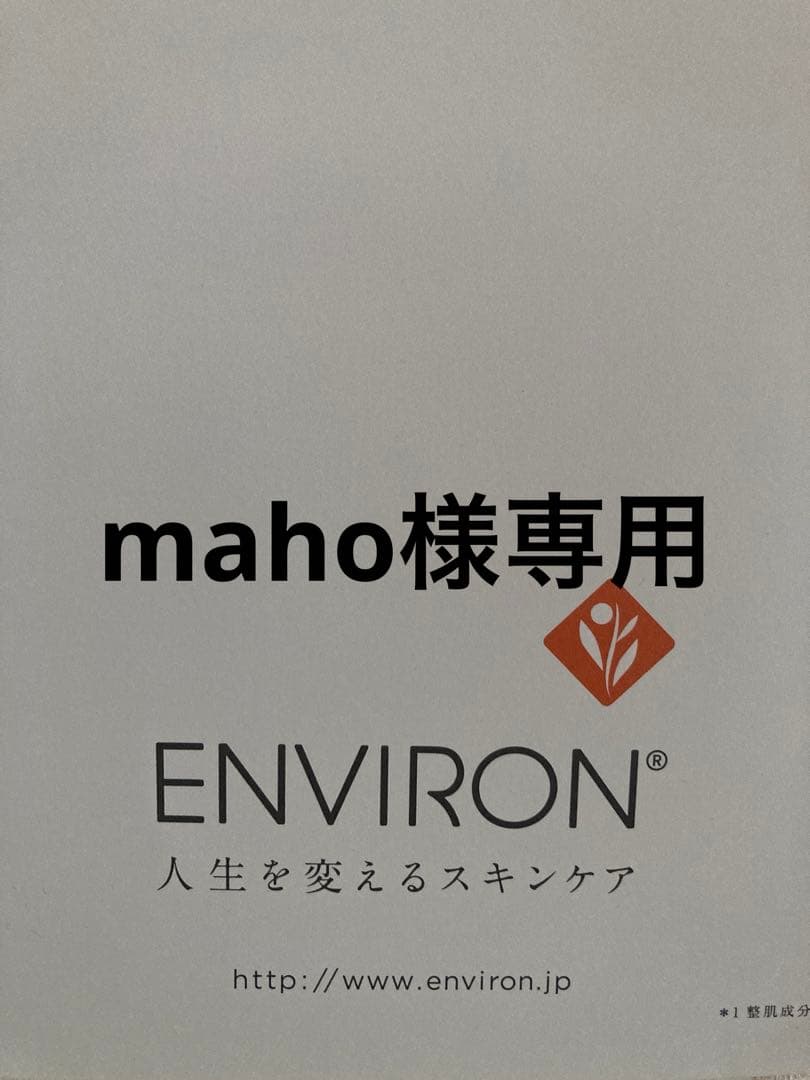 maho様専用
ENVIRON®
人生を変えるスキンケア
http://www.environ.jp
*1 整肌成分